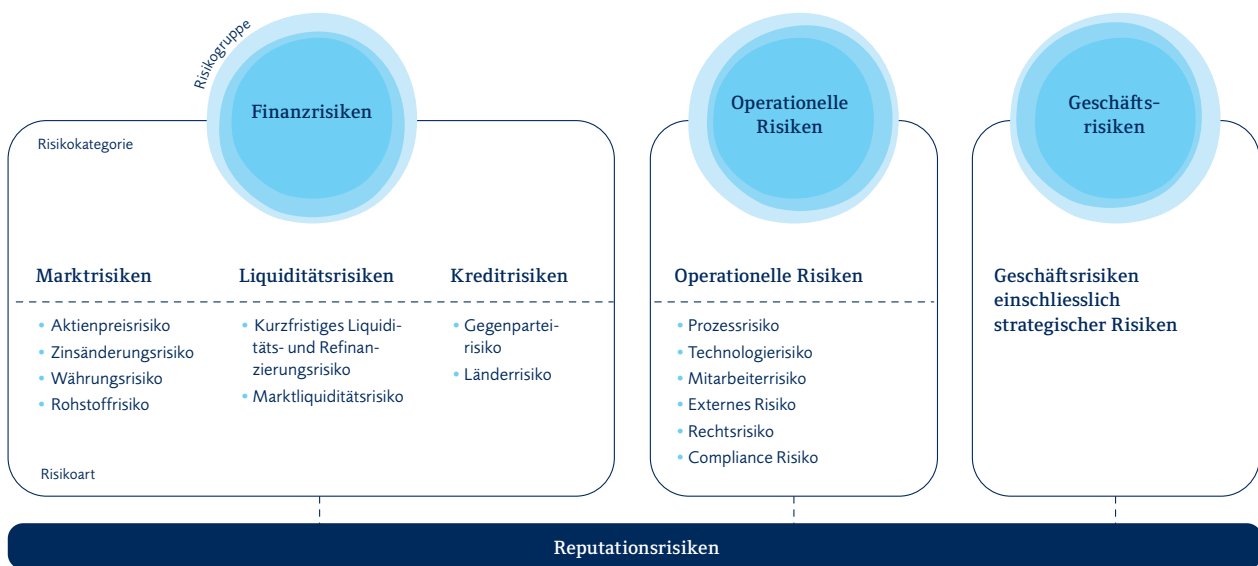 Risikogruppe
Finanzrisiken
Risikokategorie
Marktrisiken
• Aktienpreisrisiko
• Zinsänderungsrisiko
• Währungsrisiko
• Rohstoffrisiko
Liquiditätsrisiken
• Kurzfristiges Liquidi-
täts- und Refinan-
zierungsrisiko
• Marktliquiditätsrisiko
Kreditrisiken
• Gegenpartei-
risiko
• Länderrisiko
Risikoart
Operationelle
Risiken
Operationelle Risiken
• Prozessrisiko
• Technologierisiko
• Mitarbeiterrisiko
• Externes Risiko
• Rechtsrisiko
• Compliance Risiko
Geschäfts-
risiken
Geschäftsrisiken
einschliesslich
strategischer Risiken
Reputationsrisiken